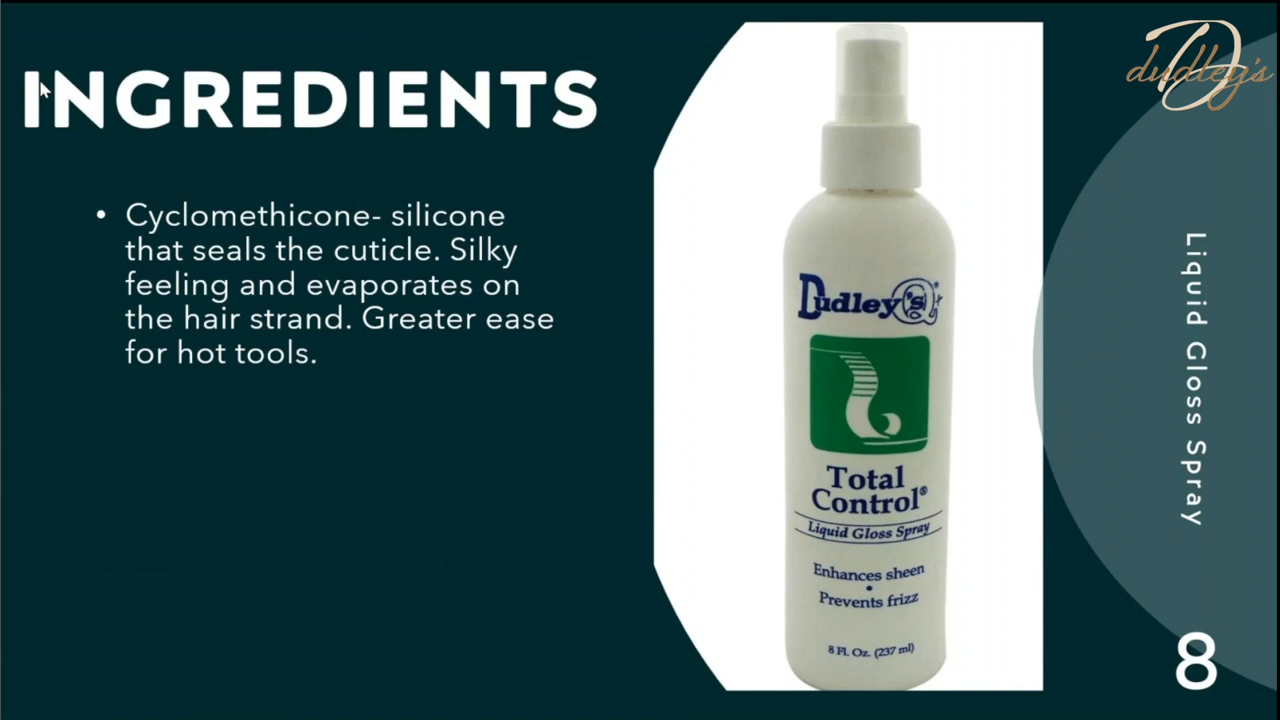 INGREDIENTS
• Cyclomethicone- silicone
that seals the cuticle. Silky
feeling and evaporates on
the hair strand. Greater ease
for hot tools.
Dudley's Q+
Total
Control®
Liquid Gloss Spray
Enhances sheen
•
Prevents frizz
8 Fl. Oz. (237 ml)
D
dudley's
Liquid Gloss Spray
8